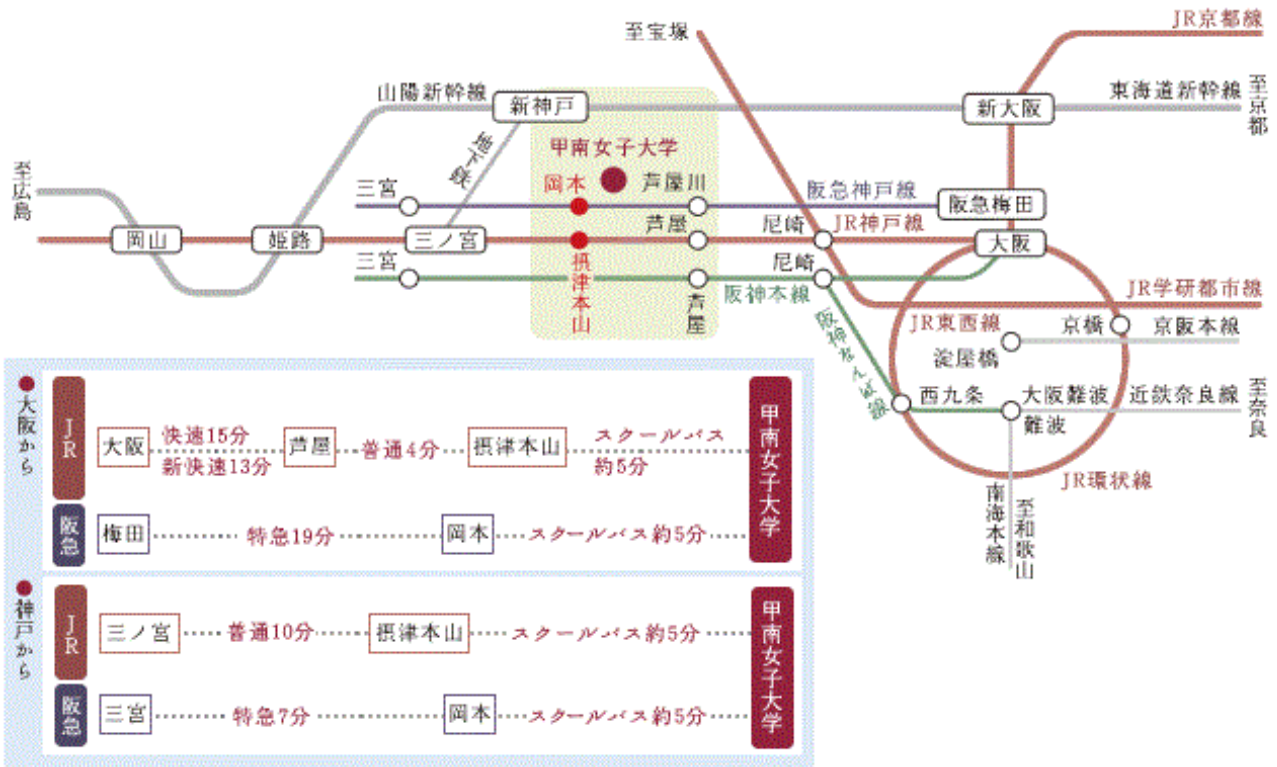 JR京都線
至宝塚
山陽新幹線
新神戸
新大阪
東海道新幹線
至京都
地下鉄
甲南女子大学
至広島
三宮
岡本
芦屋川
阪急神戸線
阪急梅田
岡山
姫路
三ノ宮
芦屋
尼崎
JR神戸線
大阪
三宮
摂津本山
芦屋
阪神本線
尼崎
JR学研都市線
阪神なんば線
JR東西線
京橋
京阪本線
淀屋橋
西九条
大阪難波
近鉄奈良線
至奈良
難波
JR環状線
南海本線
至和歌山
●大阪から
JR
大阪
快速15分
新快速13分
芦屋
普通4分
摂津本山
スクールバス
約5分
甲南女子大学
阪急
梅田
特急19分
岡本
スクールバス約5分
●神戸から
JR
三ノ宮
普通10分
摂津本山
スクールバス約5分
甲南女子大学
阪急
三宮
特急7分
岡本
スクールバス約5分